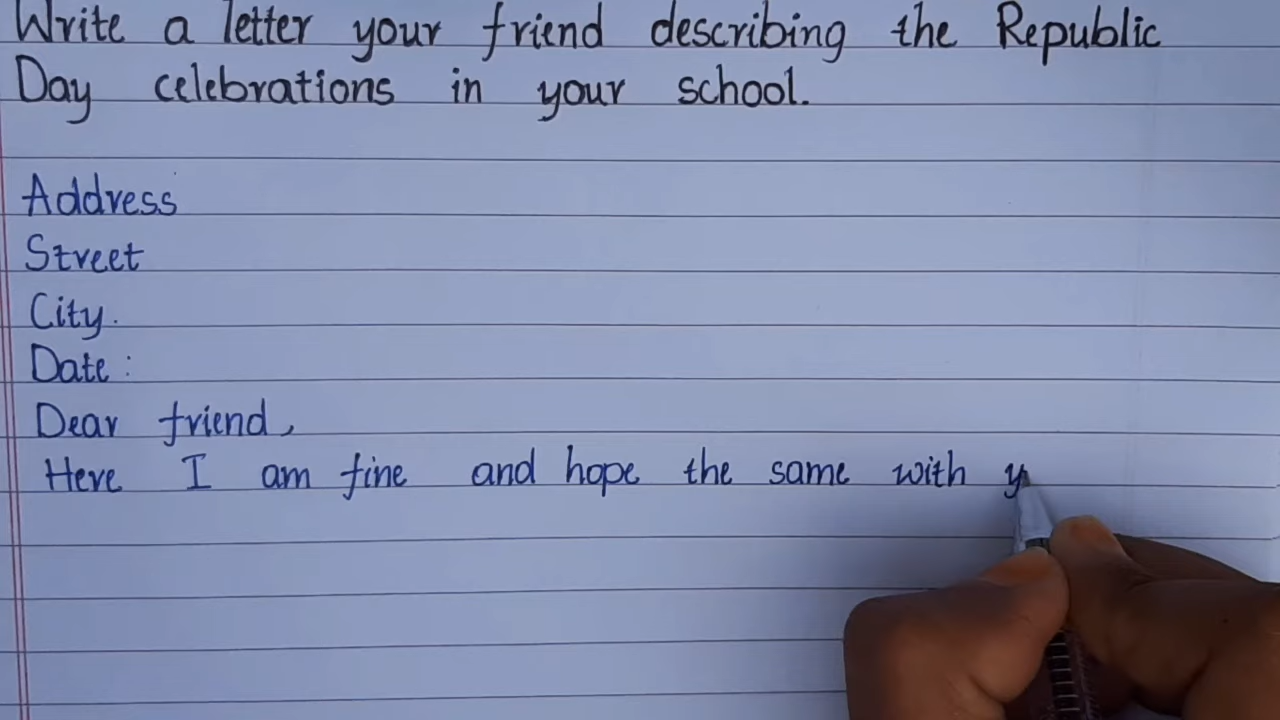 Write a letter your friend describing the Republic
Day celebrations in your school.
Address
Street
City.
Date:
Dear friend,
Here I am fine and hope the same with y